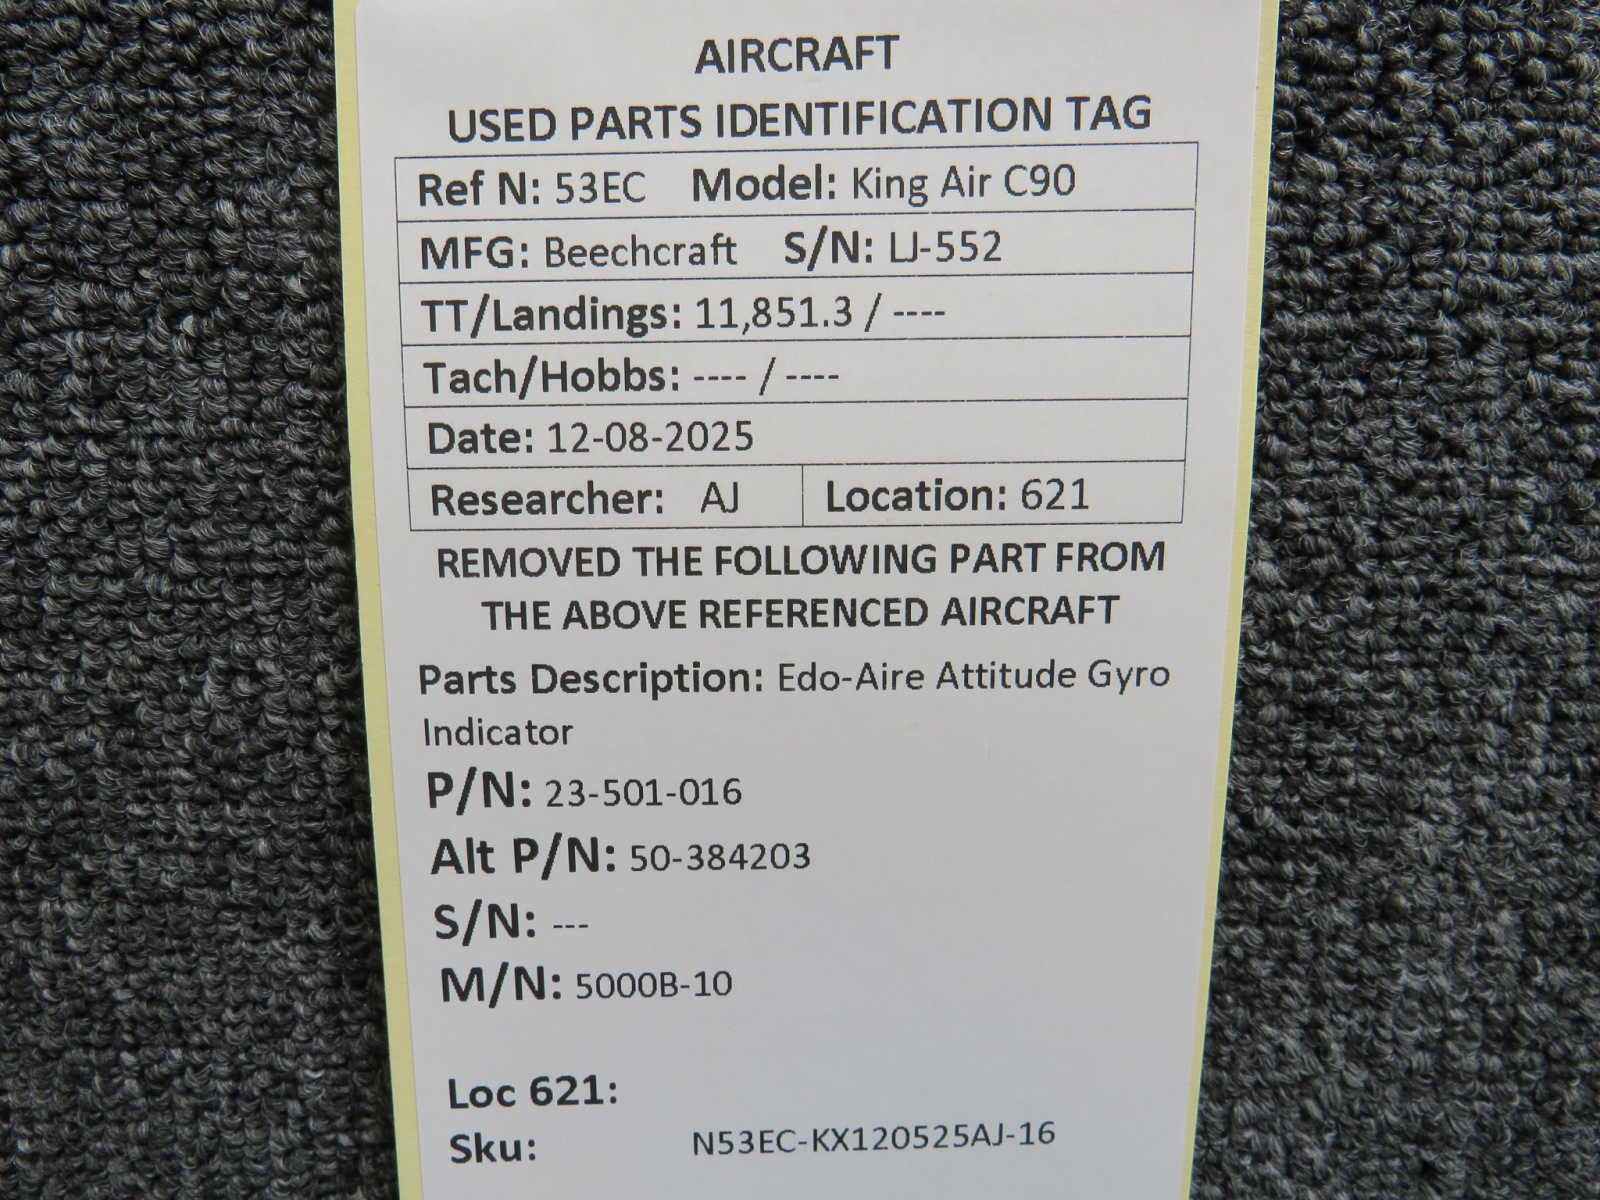 AIRCRAFT
USED PARTS IDENTIFICATION TAG
Ref N: 53EC Model: King Air C90
MFG: Beechcraft S/N: LJ-552
TT/Landings: 11,851.3 / ----
Tach/Hobbs: ---- / ----
Date: 12-08-2025
Researcher: AJ Location: 621
REMOVED THE FOLLOWING PART FROM
THE ABOVE REFERENCED AIRCRAFT
Parts Description: Edo-Aire Attitude Gyro
Indicator
P/N: 23-501-016
Alt P/N: 50-384203
S/N: ---
M/N: 5000B-10
Loc 621:
Sku: N53EC-KX120525AJ-16